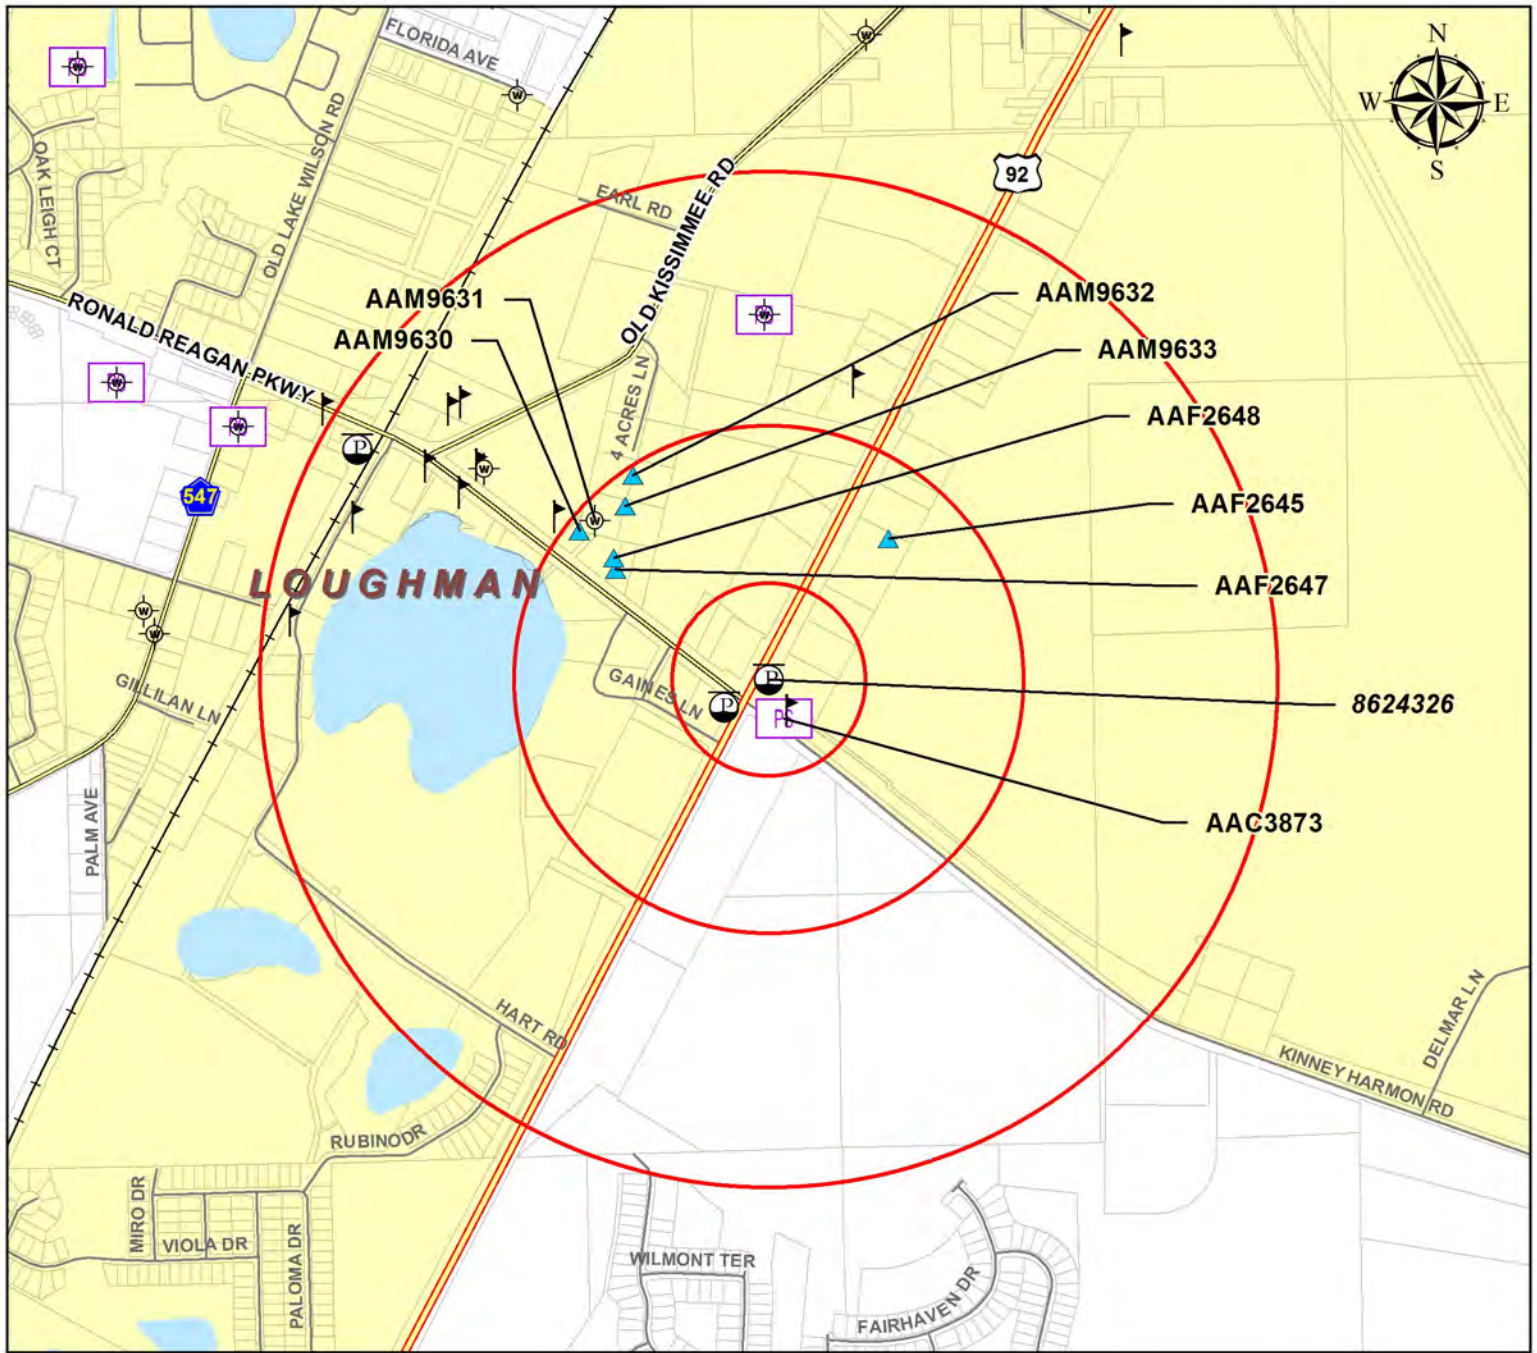 FLORIDA AVE
N
W
E
S
OAK LEIGH CT
OLD LAKE WILSON RD
92
EARL RD
OLD KISSIMMEE RD
RONALD REAGAN PKWY
AAM9631
AAM9632
AAM9630
AAM9633
4 ACRES LN
AAF2648
547
AAF2645
LOUGHMAN
AAF2647
GILLILAN LN
GAINES LN
P
P
P
PS
8624326
AAC3873
PALM AVE
HART RD
DELMAR LN
KINNEY HARMON RD
RUBINO DR
MIRO DR
VIOLA DR
PALOMA DR
WILMONT TER
FAIRHAVEN DR
W
W
W
W
W
W